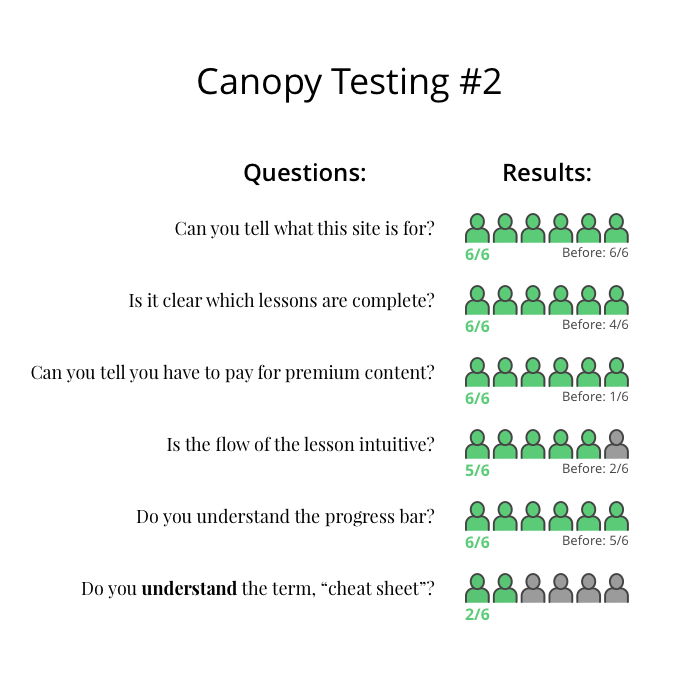 Canopy Testing #2
Questions: Results:
Can you tell what this site is for?
6/6 Before: 6/6
Is it clear which lessons are complete?
6/6 Before: 4/6
Can you tell you have to pay for premium content?
6/6 Before: 1/6
Is the flow of the lesson intuitive?
5/6 Before: 2/6
Do you understand the progress bar?
6/6 Before: 5/6
Do you understand the term, “cheat sheet”?
2/6